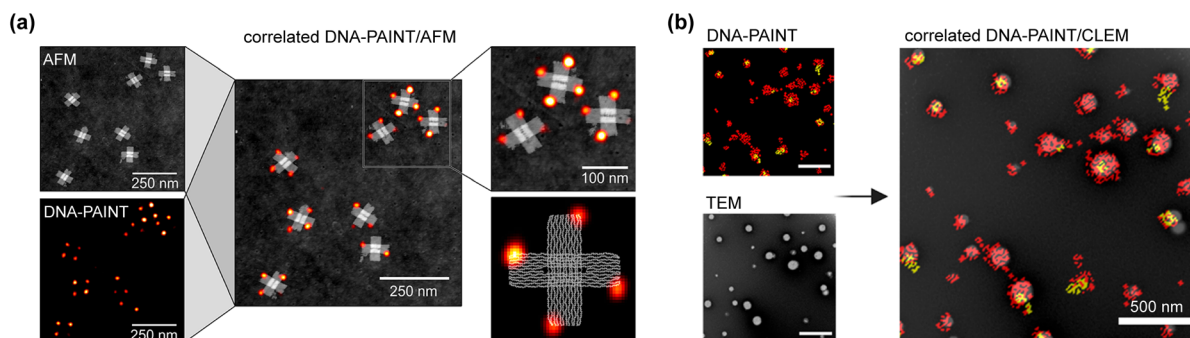 (a)
correlated DNA-PAINT/AFM
AFM
250 nm
DNA-PAINT
250 nm
250 nm
100 nm
(b)
DNA-PAINT
correlated DNA-PAINT/CLEM
TEM
500 nm